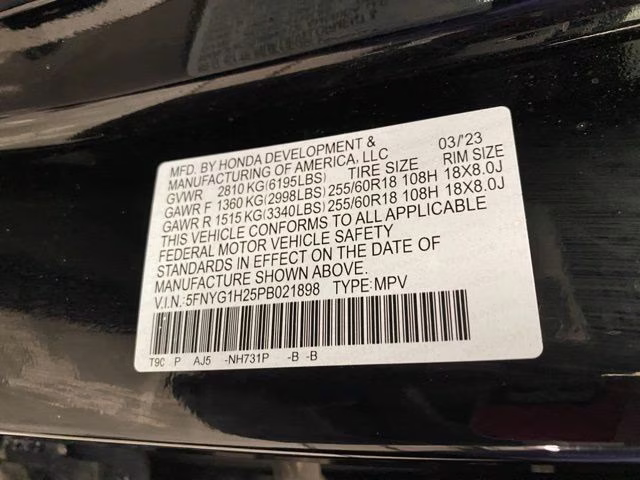 MFD. BY HONDA DEVELOPMENT & 03/'23
MANUFACTURING OF AMERICA, LLC TIRE SIZE RIM SIZE
GVWR 2810 KG(6195LBS)
GAWR F 1360 KG(2998LBS) 255/60R18 108H 18X8.0J
GAWR R 1515 KG(3340LBS) 255/60R18 108H 18X8.0J
THIS VEHICLE CONFORMS TO ALL APPLICABLE
FEDERAL MOTOR VEHICLE SAFETY
STANDARDS IN EFFECT ON THE DATE OF
MANUFACTURE SHOWN ABOVE.
V.I.N.:5FNYG1H25PB021898 TYPE:MPV
T90 P AJ5 -NH731P -B -B